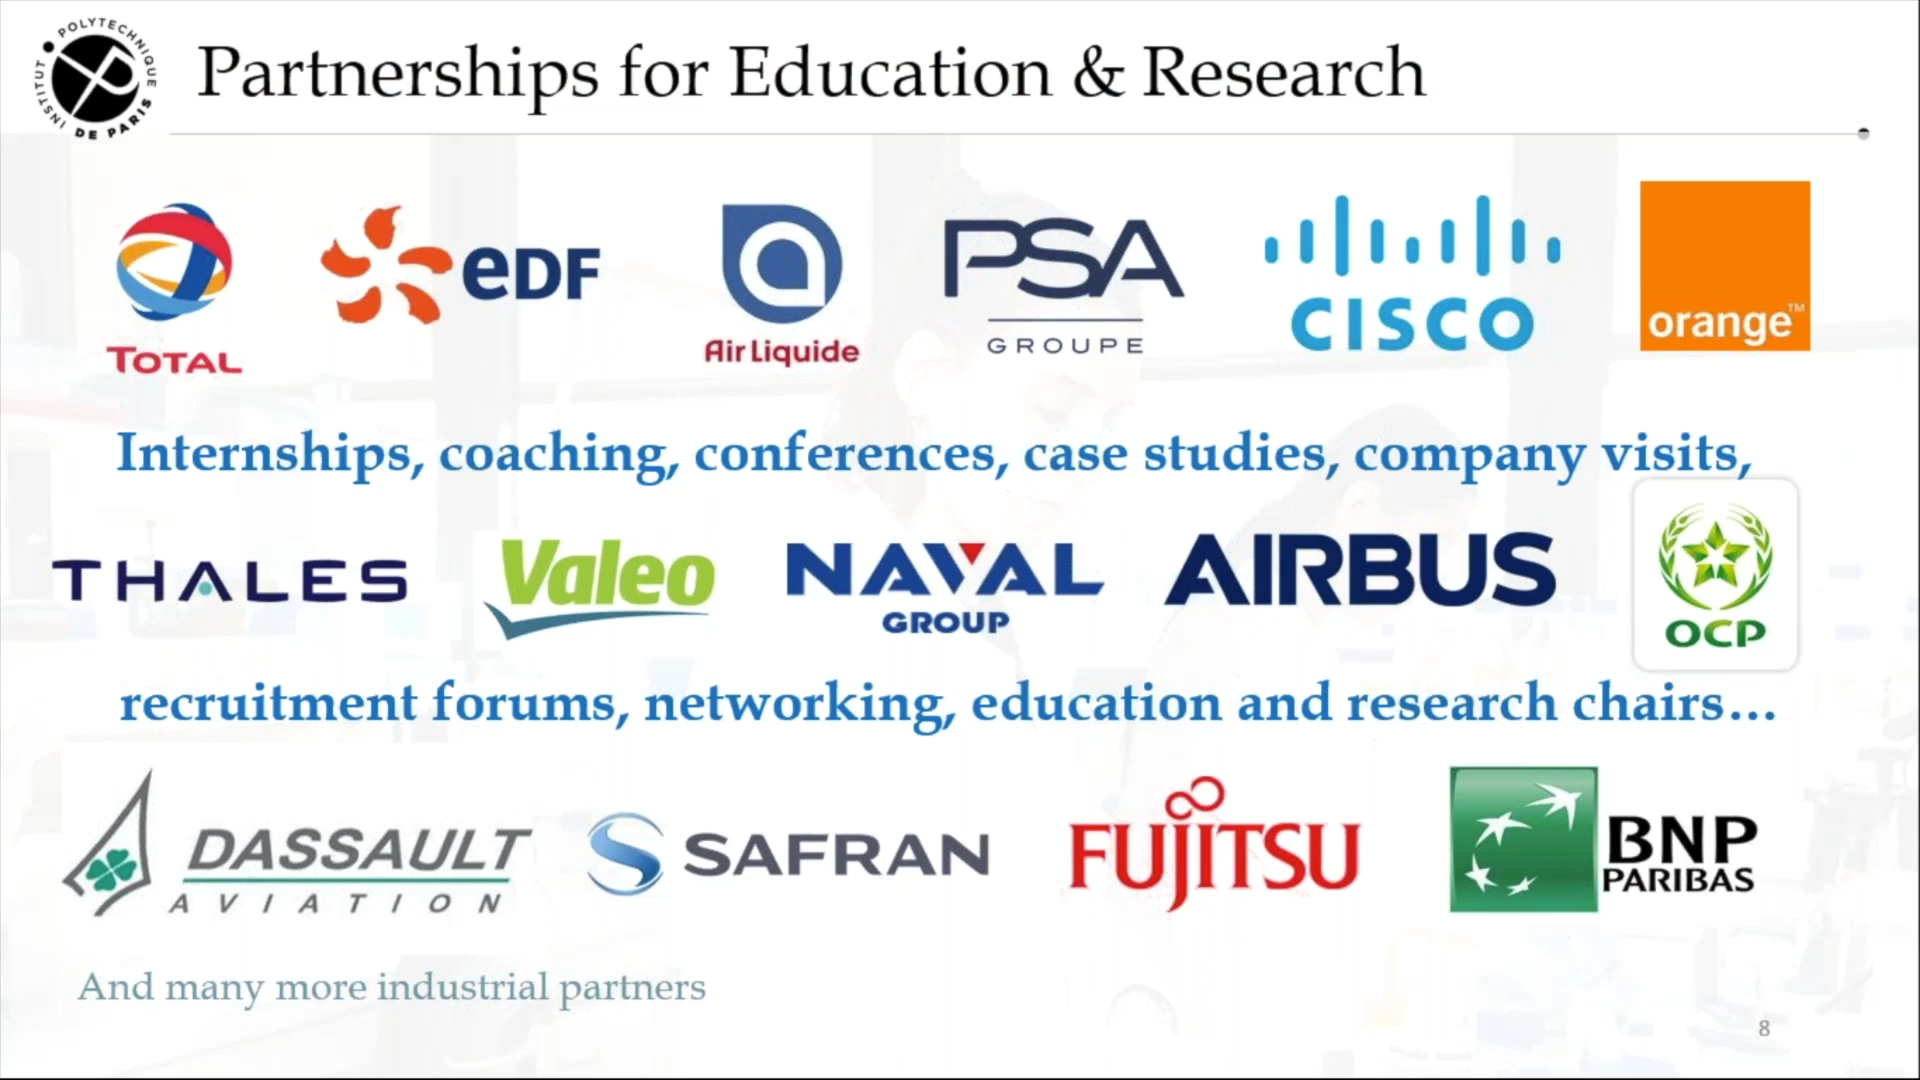 INSTITUT POLYTECHNIQUE DE PARIS
Partnerships for Education & Research
TOTAL
eDF
Air Liquide
PSA
GROUPE
CISCO
orange™
Internships, coaching, conferences, case studies, company visits,
THALES
Valeo
NAVAL
GROUP
AIRBUS
OCP
recruitment forums, networking, education and research chairs...
DASSAULT
AVIATION
SAFRAN
FUJITSU
BNP
PARIBAS
And many more industrial partners
8